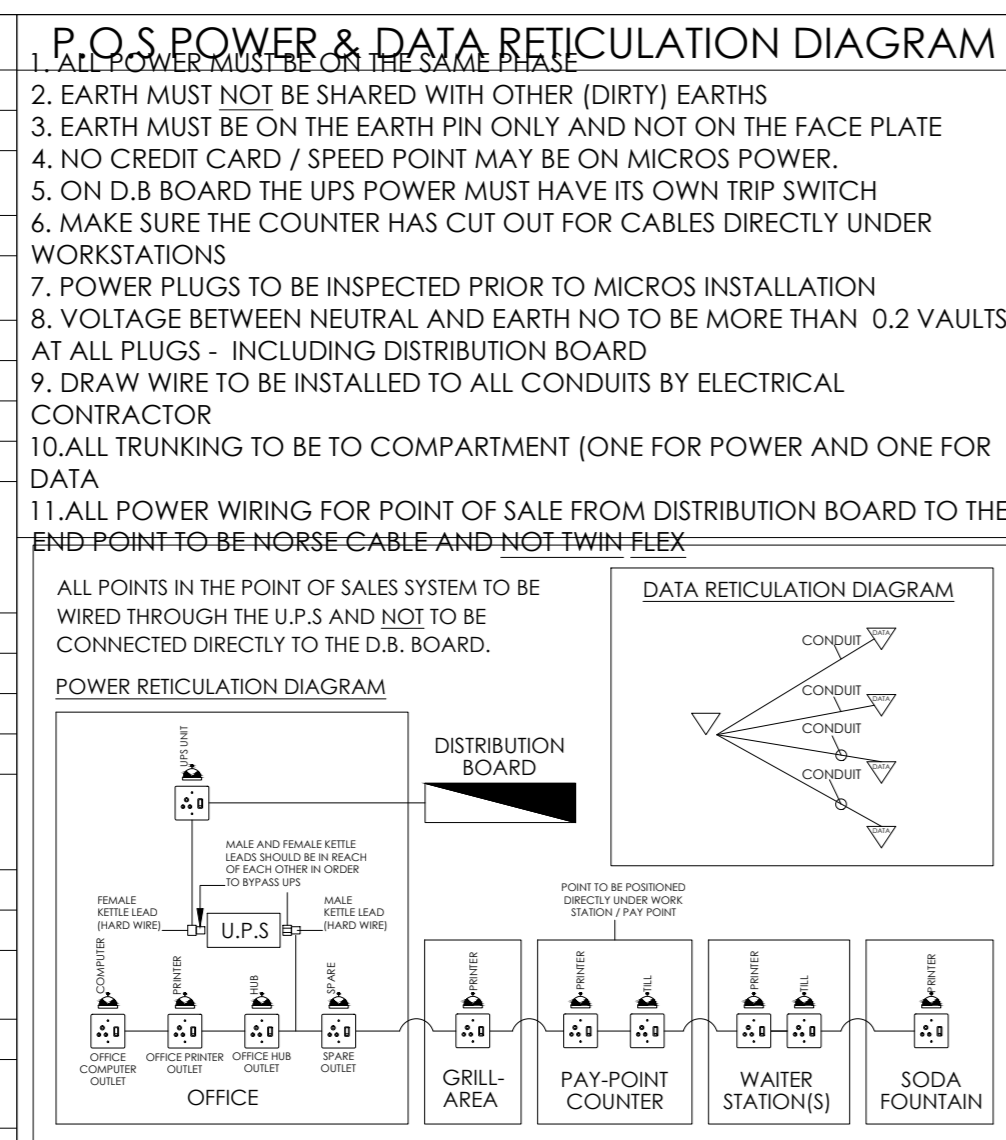 P.O.S POWER & DATA RETICULATION DIAGRAM
1. ALL POWER MUST BE ON THE SAME PHASE
2. EARTH MUST NOT BE SHARED WITH OTHER (DIRTY) EARTHS
3. EARTH MUST BE ON THE EARTH PIN ONLY AND NOT ON THE FACE PLATE
4. NO CREDIT CARD / SPEED POINT MAY BE ON MICROS POWER.
5. ON D.B BOARD THE UPS POWER MUST HAVE ITS OWN TRIP SWITCH
6. MAKE SURE THE COUNTER HAS CUT OUT FOR CABLES DIRECTLY UNDER
WORKSTATIONS
7. POWER PLUGS TO BE INSPECTED PRIOR TO MICROS INSTALLATION
8. VOLTAGE BETWEEN NEUTRAL AND EARTH NO TO BE MORE THAN 0.2 VAULTS
AT ALL PLUGS - INCLUDING DISTRIBUTION BOARD
9. DRAW WIRE TO BE INSTALLED TO ALL CONDUITS BY ELECTRICAL
CONTRACTOR
10.ALL TRUNKING TO BE TO COMPARTMENT (ONE FOR POWER AND ONE FOR
DATA
11.ALL POWER WIRING FOR POINT OF SALE FROM DISTRIBUTION BOARD TO THE
END POINT TO BE NORSE CABLE AND NOT TWIN FLEX
ALL POINTS IN THE POINT OF SALES SYSTEM TO BE
WIRED THROUGH THE U.P.S AND NOT TO BE
CONNECTED DIRECTLY TO THE D.B. BOARD.
DATA RETICULATION DIAGRAM
CONDUIT
DATA
CONDUIT
DATA
CONDUIT
DATA
CONDUIT
DATA
POWER RETICULATION DIAGRAM
UPS UNIT
DISTRIBUTION
BOARD
MALE AND FEMALE KETTLE
LEADS SHOULD BE IN REACH
OF EACH OTHER IN ORDER
TO BYPASS UPS
FEMALE
KETTLE LEAD
(HARD WIRE)
U.P.S
MALE
KETTLE LEAD
(HARD WIRE)
POINT TO BE POSITIONED
DIRECTLY UNDER WORK
STATION / PAY POINT
COMPUTER
PRINTER
HUB
SPARE
PRINTER
PRINTER
TILL
PRINTER
TILL
PRINTER
OFFICE
COMPUTER
OUTLET
OFFICE PRINTER
OUTLET
OFFICE HUB
OUTLET
SPARE
OUTLET
OFFICE
GRILL-
AREA
PAY-POINT
COUNTER
WAITER
STATION(S)
SODA
FOUNTAIN